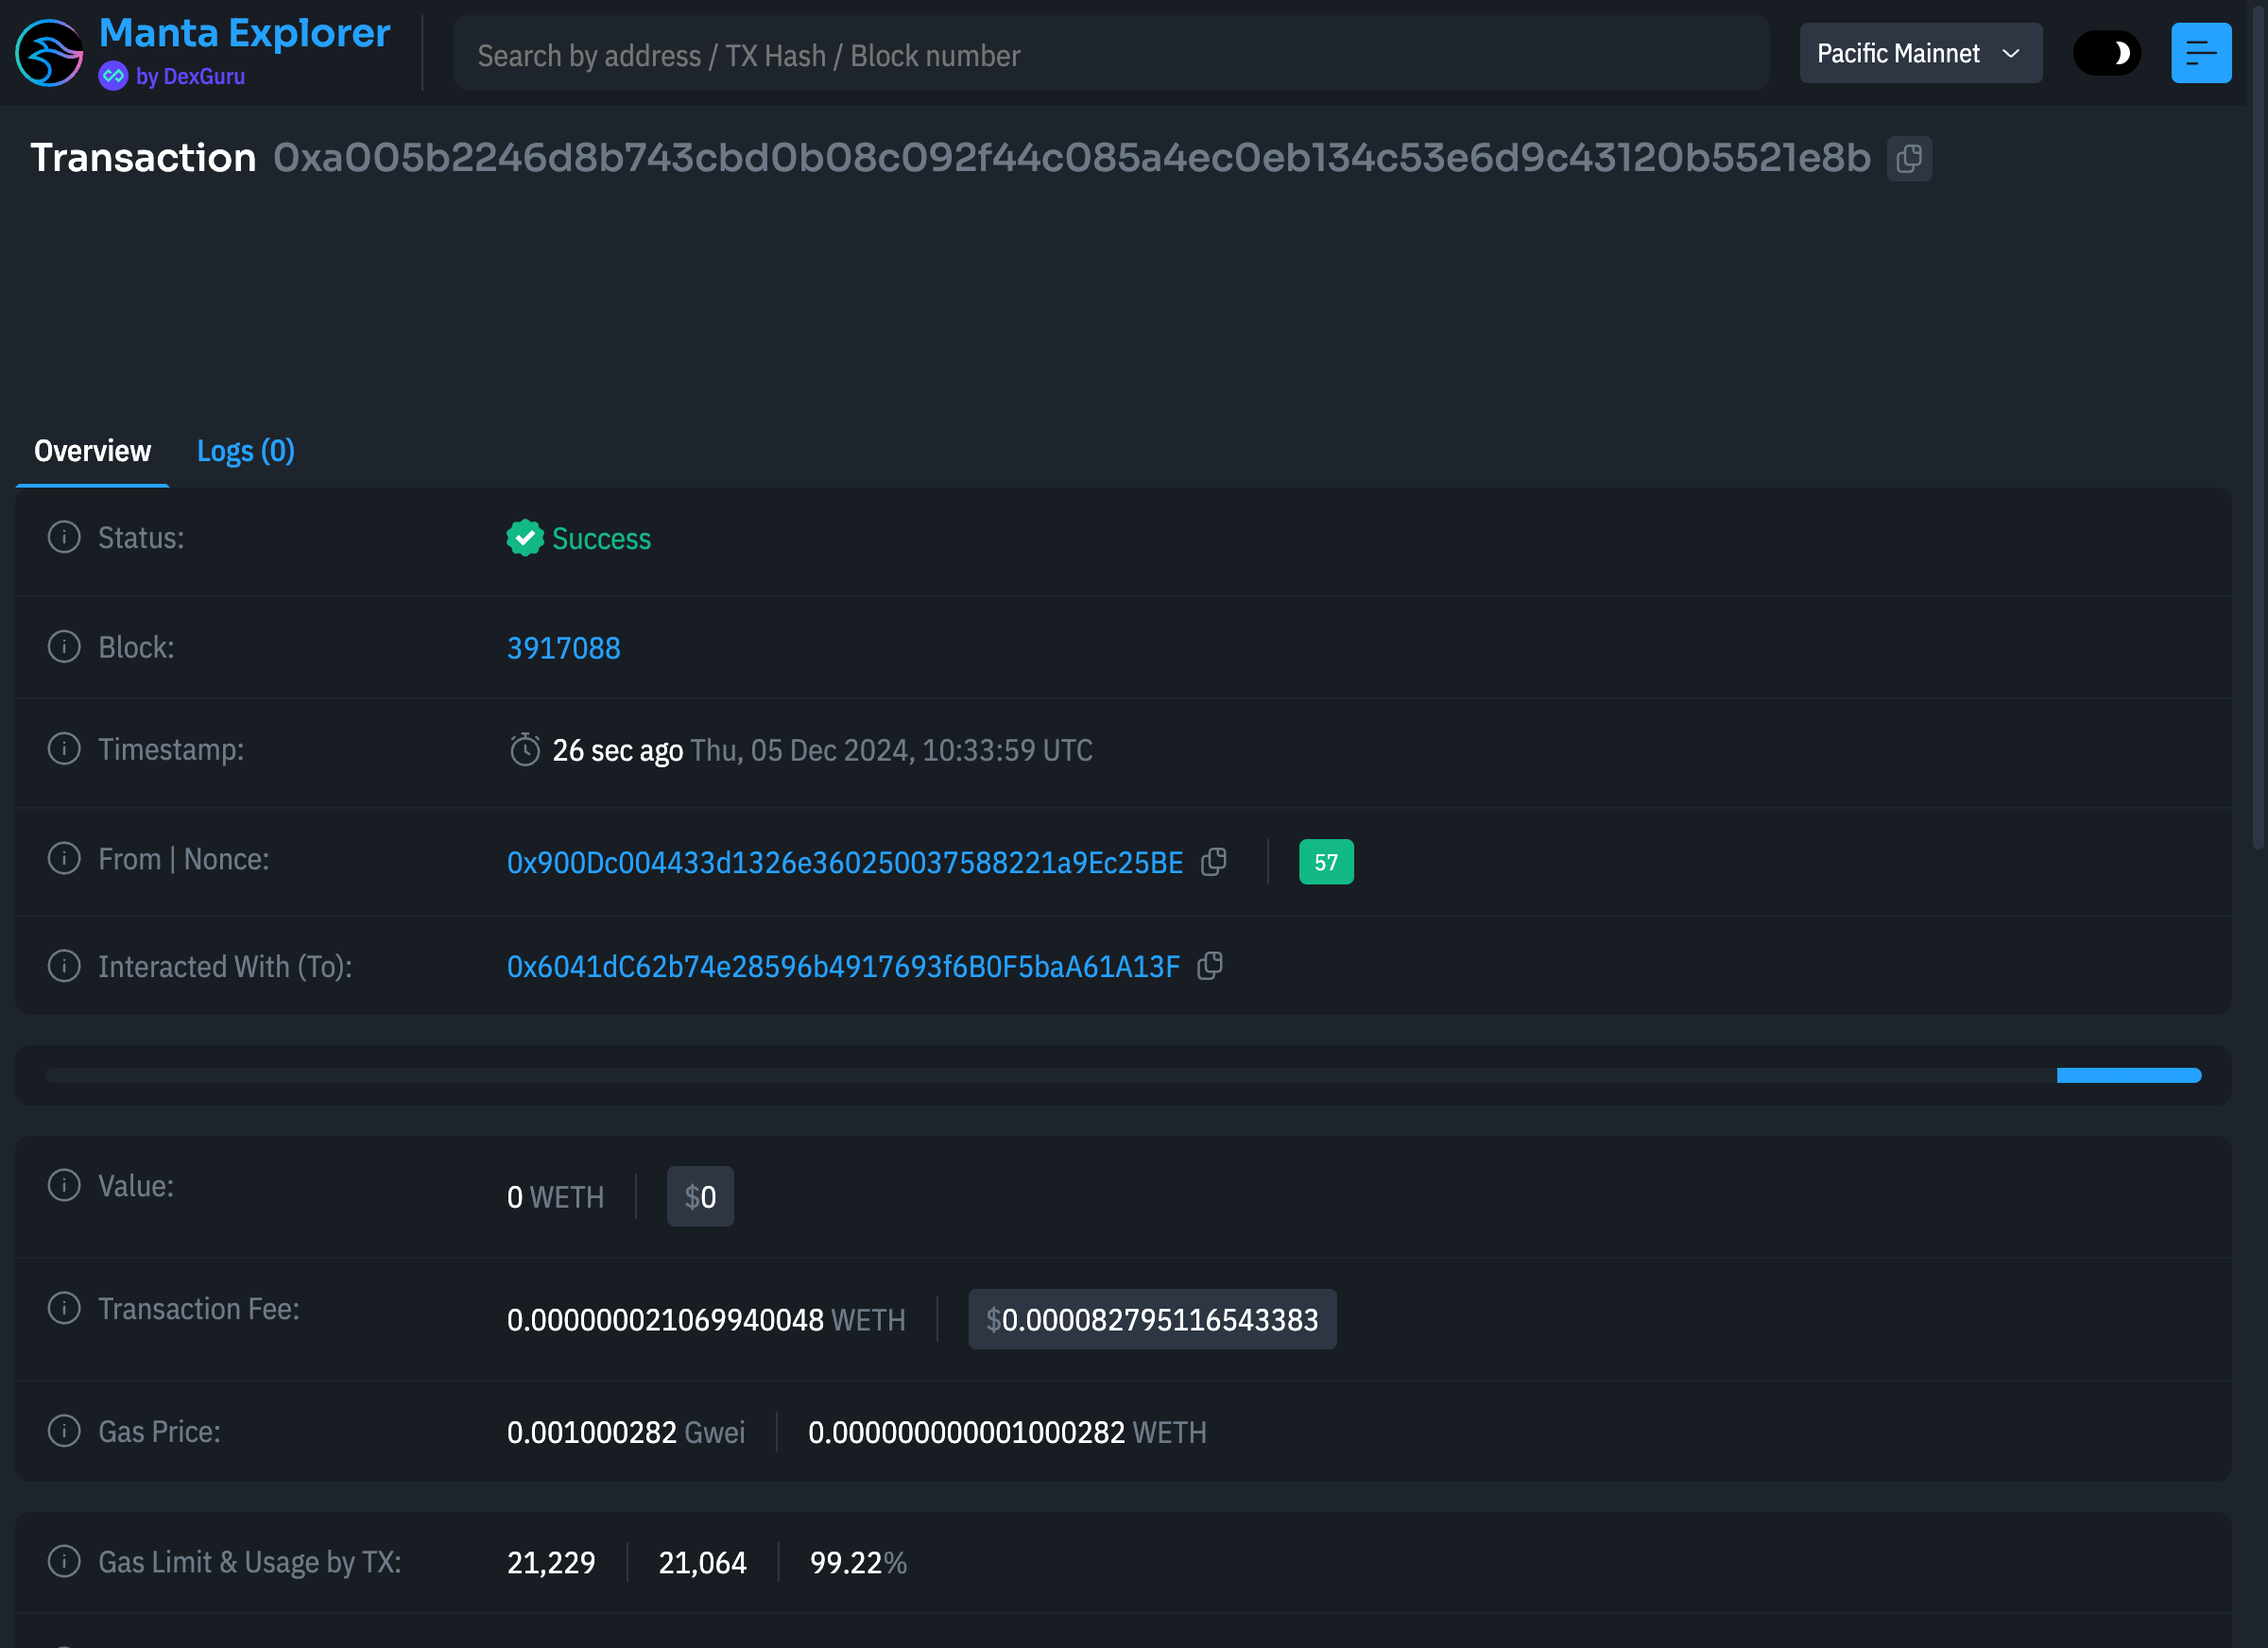 Manta Explorer
by DexGuru
Search by address / TX Hash / Block number
Pacific Mainnet
Transaction 0xa005b2246d8b743cbd0b08c092f44c085a4ec0eb134c53e6d9c43120b5521e8b
Overview Logs (0)
Status: Success
Block: 3917088
Timestamp: 26 sec ago Thu, 05 Dec 2024, 10:33:59 UTC
From | Nonce: 0x900Dc004433d1326e360250037588221a9Ec25BE 57
Interacted With (To): 0x6041dC62b74e28596b4917693f6B0F5baA61A13F
Value: 0 WETH $0
Transaction Fee: 0.000000021069940048 WETH $0.000082795116543383
Gas Price: 0.001000282 Gwei 0.000000000001000282 WETH
Gas Limit & Usage by TX: 21,229 21,064 99.22%